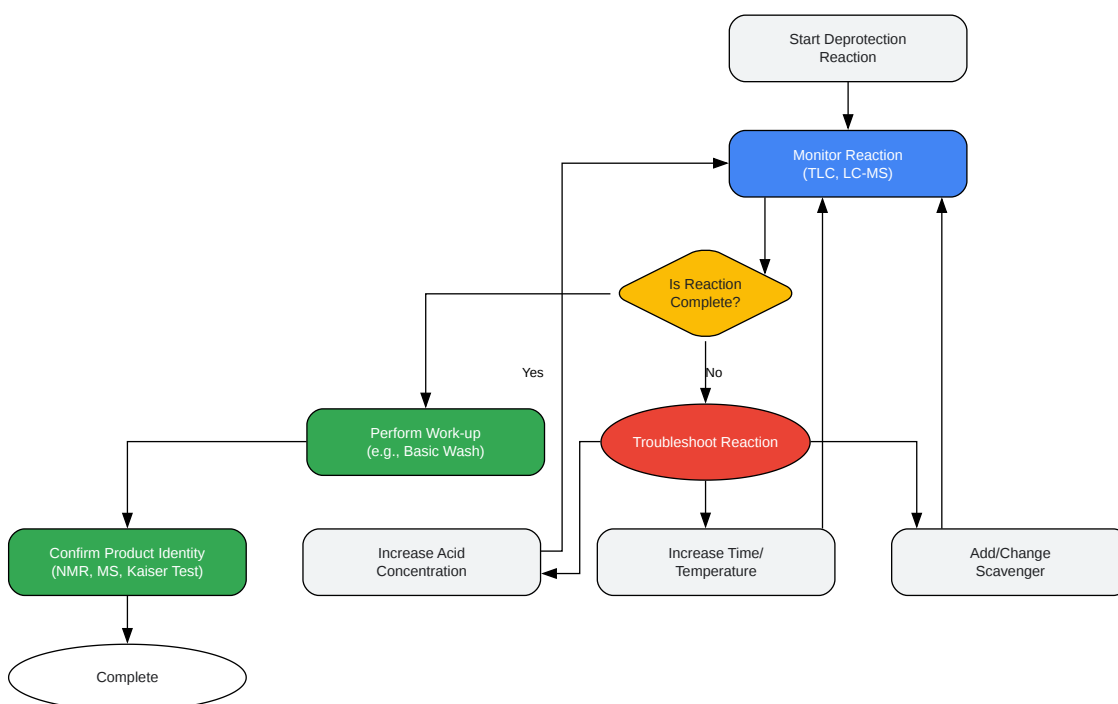 Start Deprotection
Reaction
Monitor Reaction
(TLC, LC-MS)
Is Reaction
Complete?
Yes
No
Perform Work-up
(e.g., Basic Wash)
Troubleshoot Reaction
Confirm Product Identity
(NMR, MS, Kaiser Test)
Increase Acid
Concentration
Increase Time/
Temperature
Add/Change
Scavenger
Complete